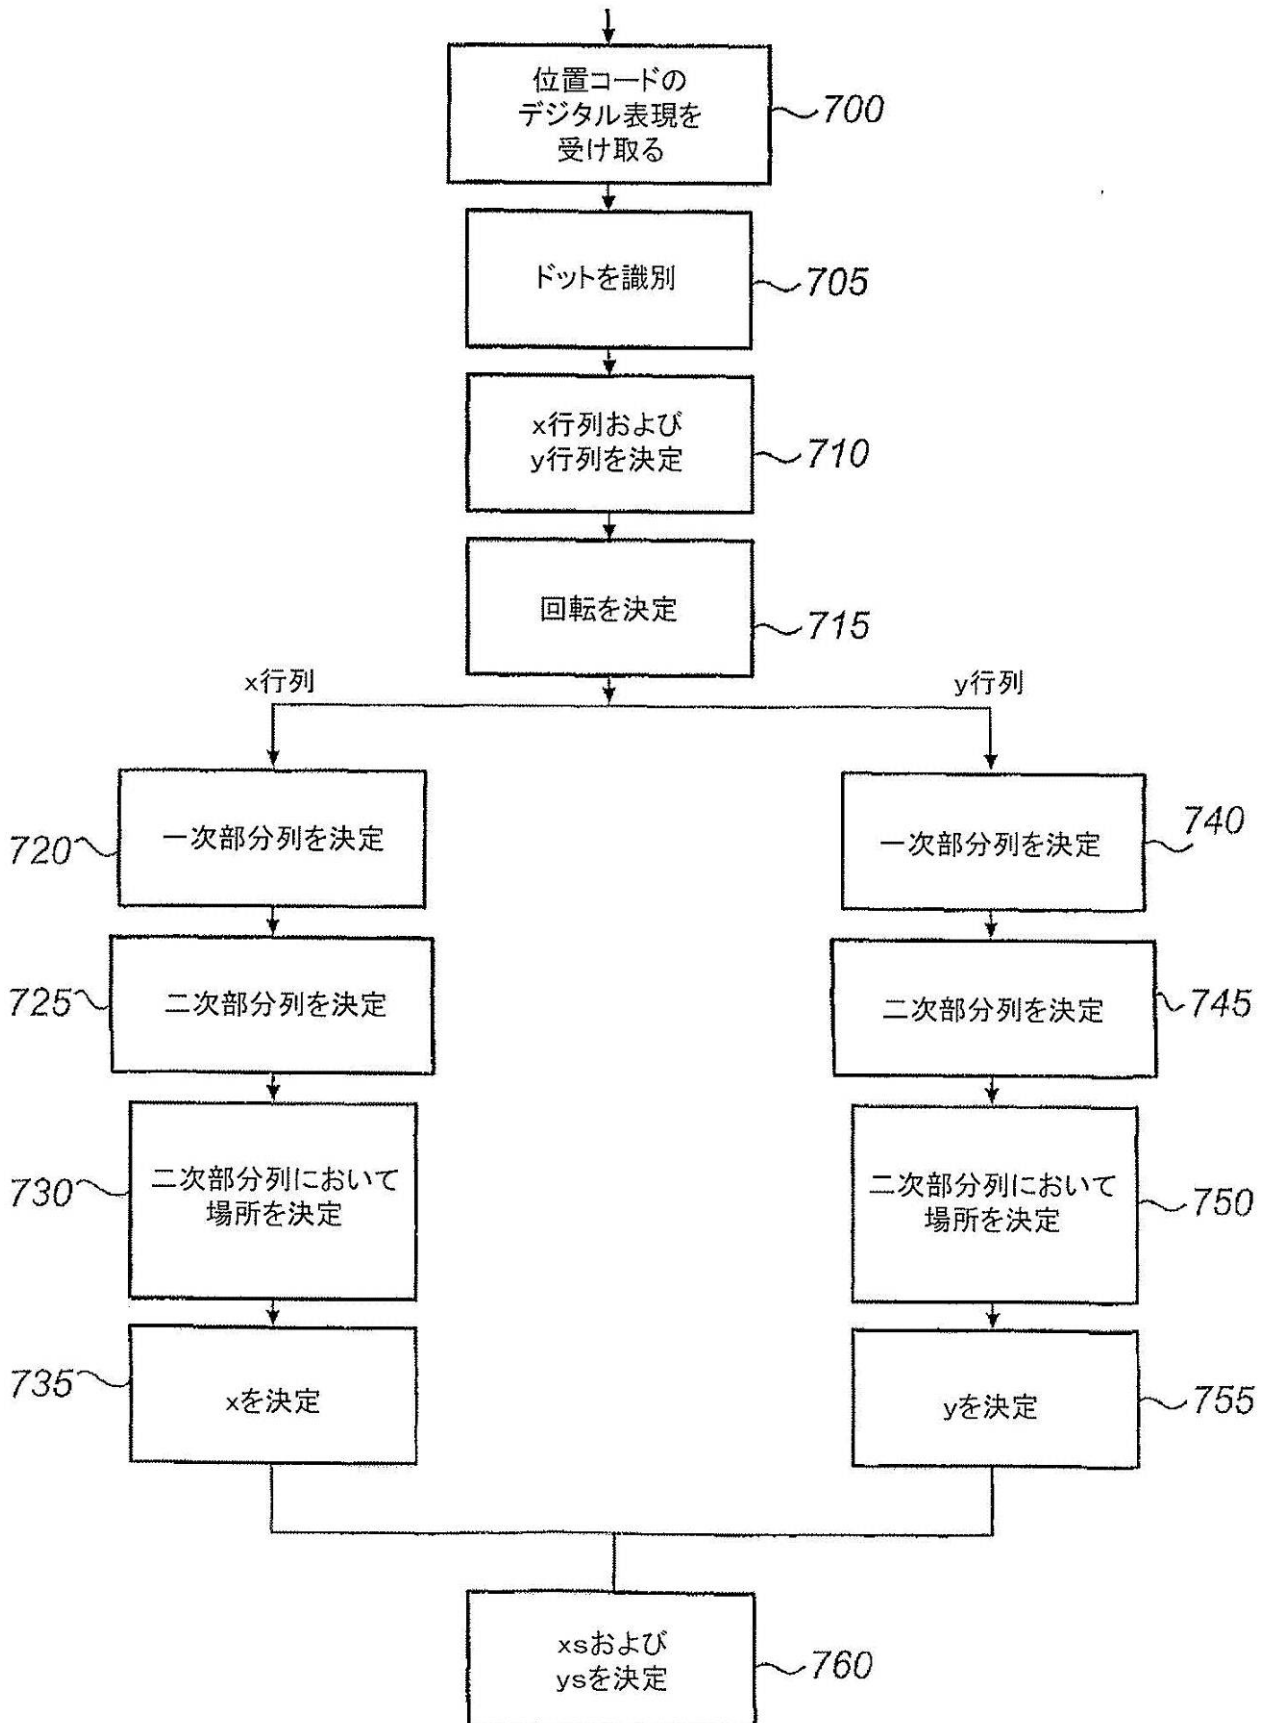 位置コードの
デジタル表現を
受け取る
700
ドットを識別
705
x行列および
y行列を決定
710
回転を決定
715
x行列
y行列
一次部分列を決定
720
一次部分列を決定
740
二次部分列を決定
725
二次部分列を決定
745
二次部分列において
場所を決定
730
二次部分列において
場所を決定
750
xを決定
735
yを決定
755
xsおよび
ysを決定
760